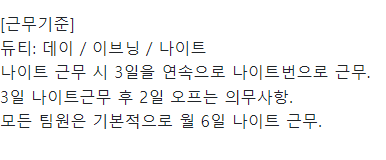 [근무기준]
듀티: 데이 / 이브닝 / 나이트
나이트 근무 시 3일을 연속으로 나이트번으로 근무.
3일 나이트근무 후 2일 오프는 의무사항.
모든 팀원은 기본적으로 월 6일 나이트 근무.